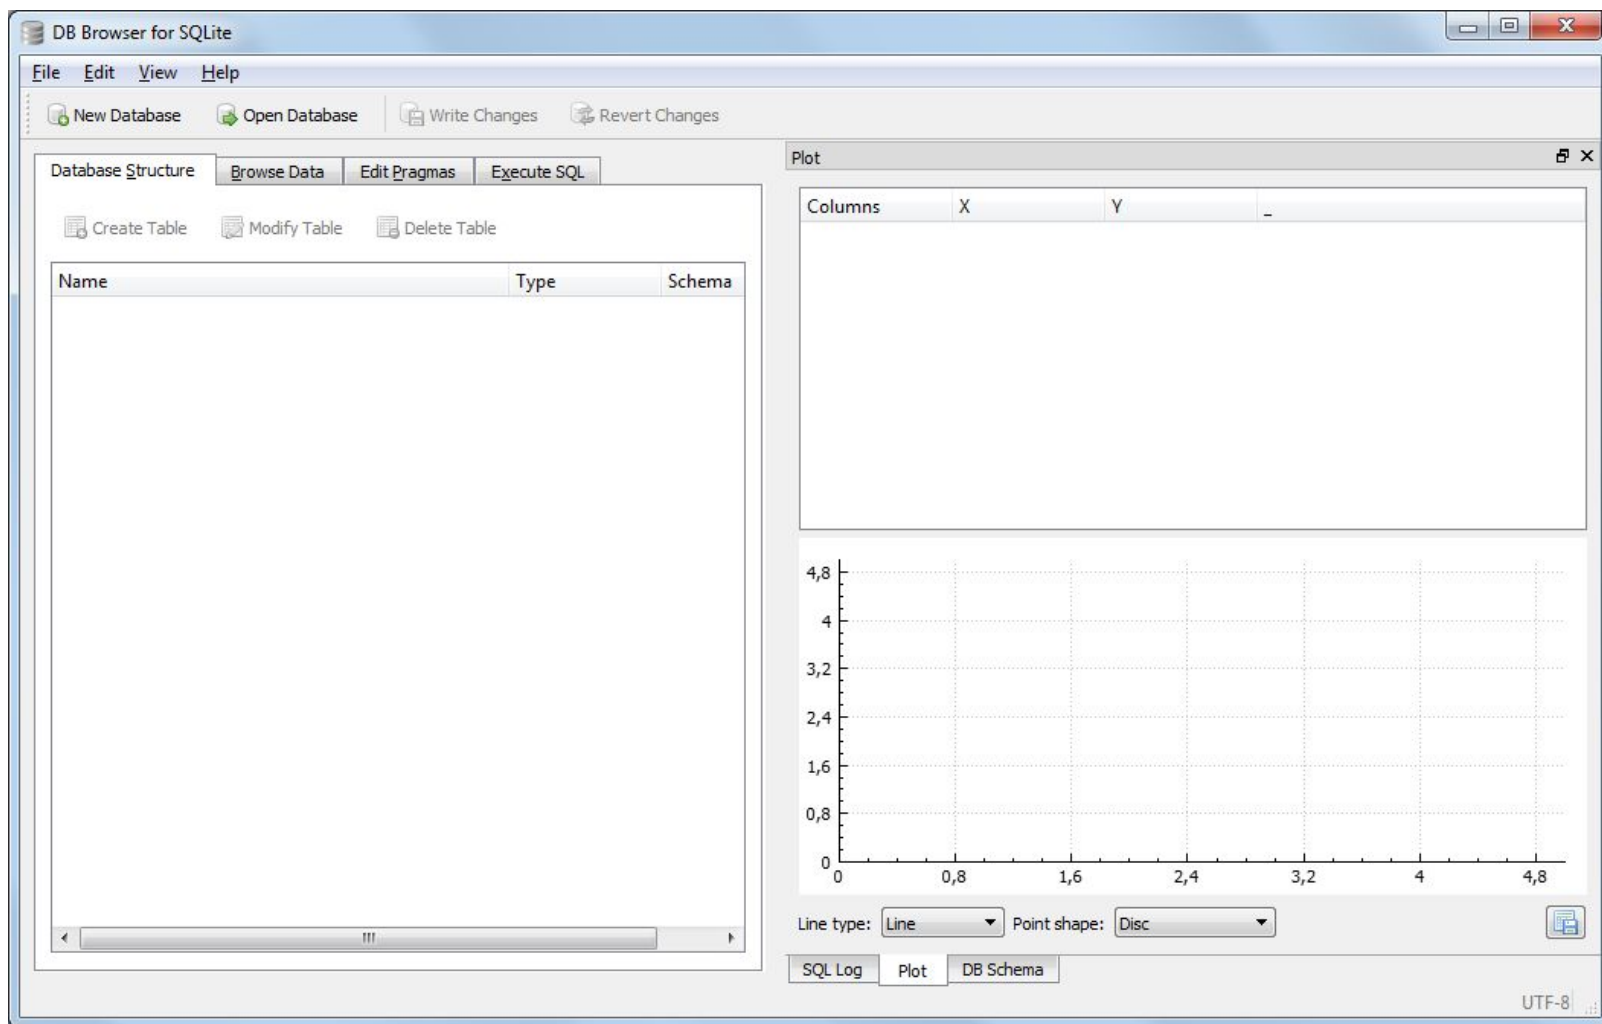 DB Browser for SQLite
File Edit View Help
New Database Open Database Write Changes Revert Changes
Database Structure Browse Data Edit Pragmas Execute SQL
Create Table Modify Table Delete Table
Name Type Schema
Plot
Columns X Y _
4,8
4
3,2
2,4
1,6
0,8
0
0 0,8 1,6 2,4 3,2 4 4,8
Line type: Line Point shape: Disc
SQL Log Plot DB Schema
UTF-8